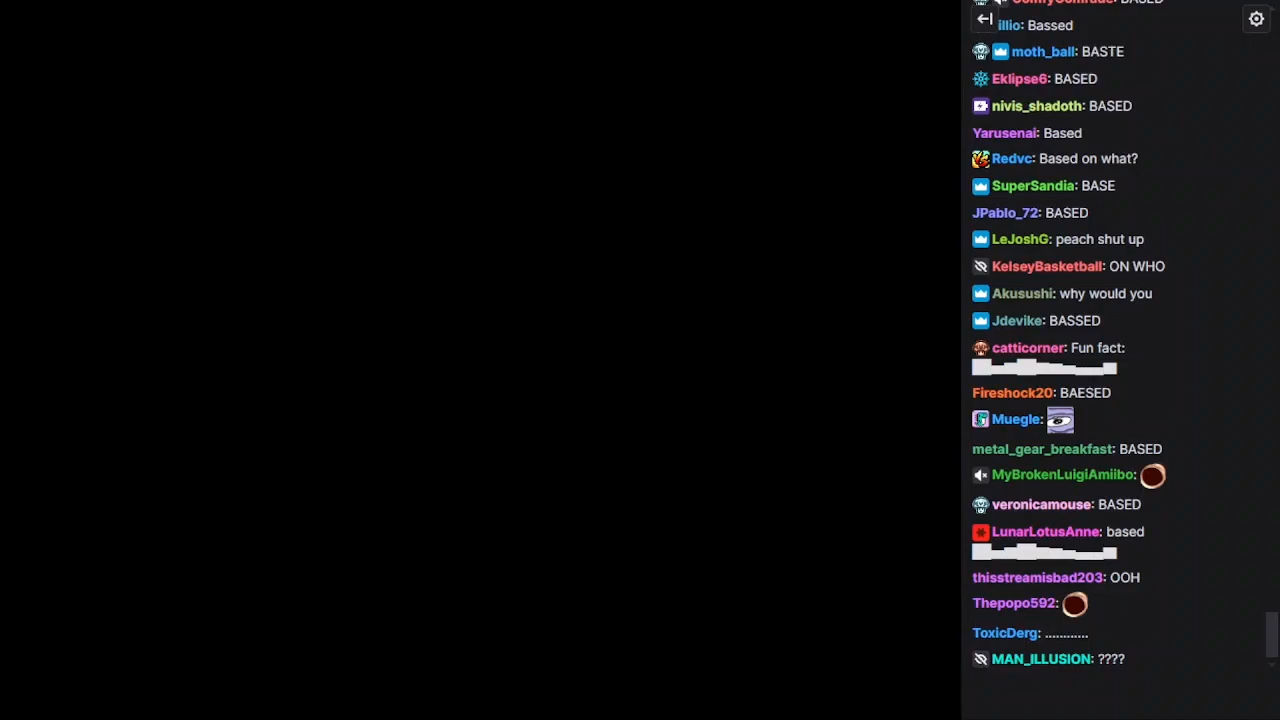 BASED
illio: Bassed
moth_ball: BASTE
Eklipse6: BASED
nivis_shadoth: BASED
Yarusenai: Based
Redvc: Based on what?
SuperSandia: BASE
JPablo_72: BASED
LeJoshG: peach shut up
KelseyBasketball: ON WHO
Akusushi: why would you
Jdevike: BASSED
catticorner: Fun fact:
Fireshock20: BAESED
Muegle:
metal_gear_breakfast: BASED
MyBrokenLuigiAmiibo:
veronicamouse: BASED
LunarLotusAnne: based
thisstreamisbad203: OOH
Thepopo592:
ToxicDerg: ............
MAN_ILLUSION: ????